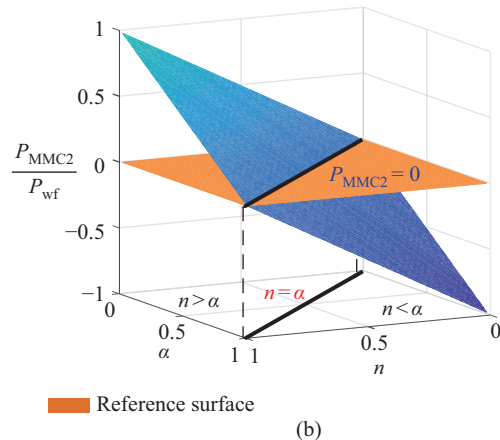 1
0.5
P_MMC2 / P_wf
0
P_MMC2 = 0
−0.5
−1
n > α
n = α
n < α
0
0.5
α
1
1
0.5
n
0
Reference surface
(b)